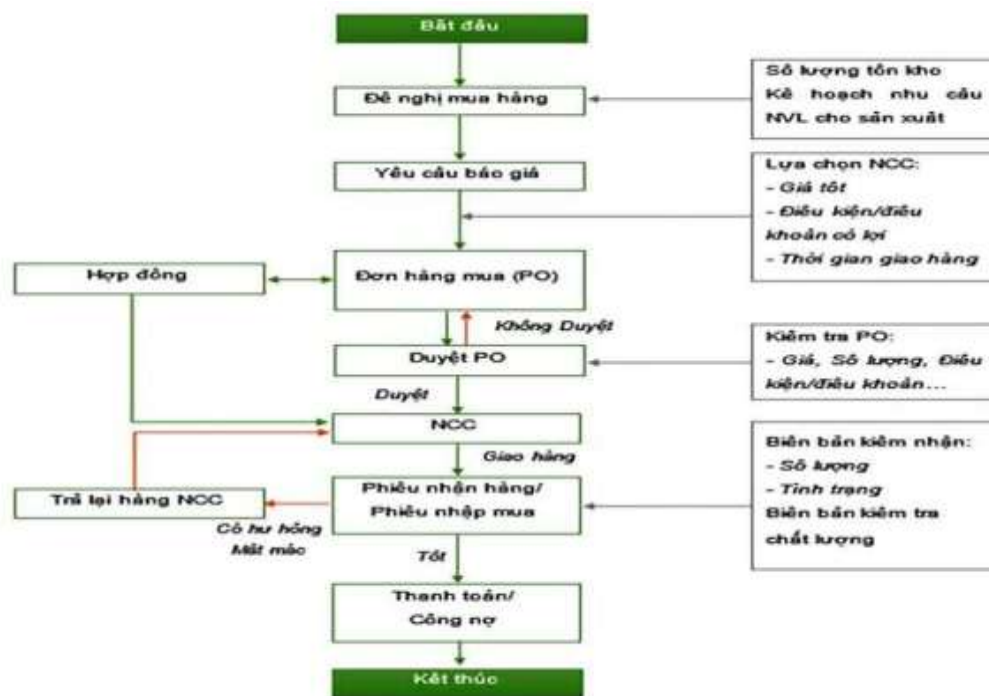 Bắt đầu
Đề nghị mua hàng
Số lượng tồn kho
Kế hoạch nhu cầu
NVL cho sản xuất
Yêu cầu báo giá
Lựa chọn NCC:
- Giá tốt
- Điều kiện/điều
khoản có lợi
- Thời gian giao hàng
Hợp đồng
Đơn hàng mua (PO)
Không Duyệt
Duyệt PO
Kiểm tra PO:
- Giá, Số lượng, Điều
kiện/điều khoản...
Duyệt
NCC
Giao hàng
Biên bản kiểm nhận:
- Số lượng
- Tình trạng
Biên bản kiểm tra
chất lượng
Trả lại hàng NCC
Phiếu nhận hàng/
Phiếu nhập mua
Có hư hỏng
Mất mác
Tốt
Thanh toán/
Công nợ
Kết thúc